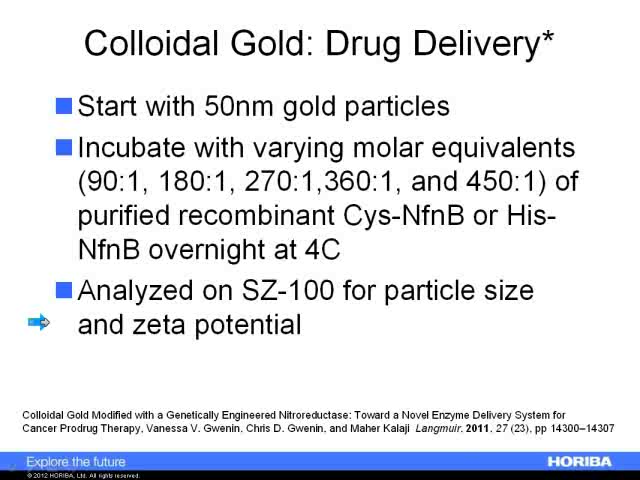 Colloidal Gold: Drug Delivery*
Start with 50nm gold particles
Incubate with varying molar equivalents
(90:1, 180:1, 270:1,360:1, and 450:1) of
purified recombinant Cys-NfnB or His-
NfnB overnight at 4C
Analyzed on SZ-100 for particle size
and zeta potential
Colloidal Gold Modified with a Genetically Engineered Nitroreductase: Toward a Novel Enzyme Delivery System for
Cancer Prodrug Therapy, Vanessa V. Gwenin, Chris D. Gwenin, and Maher Kalaji Langmuir, 2011, 27 (23), pp 14300–14307
Explore the future HORIBA
© 2012 HORIBA, Ltd. All rights reserved.